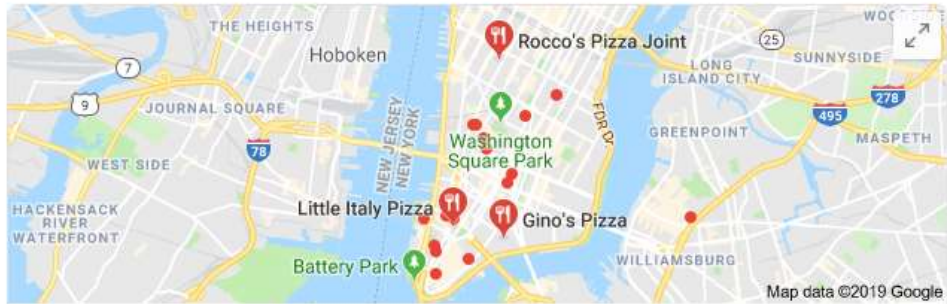 THE HEIGHTS
Hoboken
7
9
JOURNAL SQUARE
78
WEST SIDE
HACKENSACK
RIVER
WATERFRONT
NEW JERSEY
NEW YORK
Rocco's Pizza Joint
Washington
Square Park
FDR Dr
Little Italy Pizza
Gino's Pizza
Battery Park
25
SUNNYSIDE
LONG
ISLAND CITY
278
495
GREENPOINT
MASPETH
WILLIAMSBURG
Map data ©2019 Google